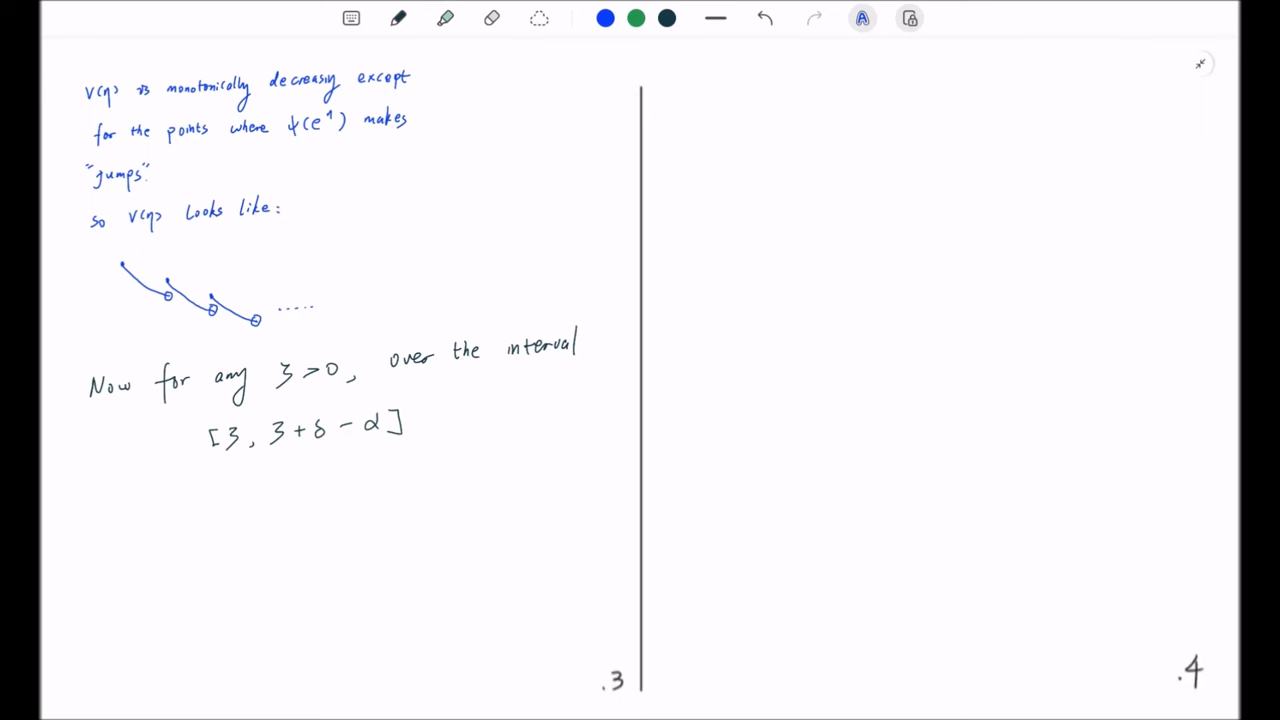 V(η) is monotonically decreasing except
for the points where ψ(e^η) makes
"jumps".
so V(η) looks like:
.....
Now for any ζ>0, over the interval
[ζ, ζ+δ-α]
.3
.4
A